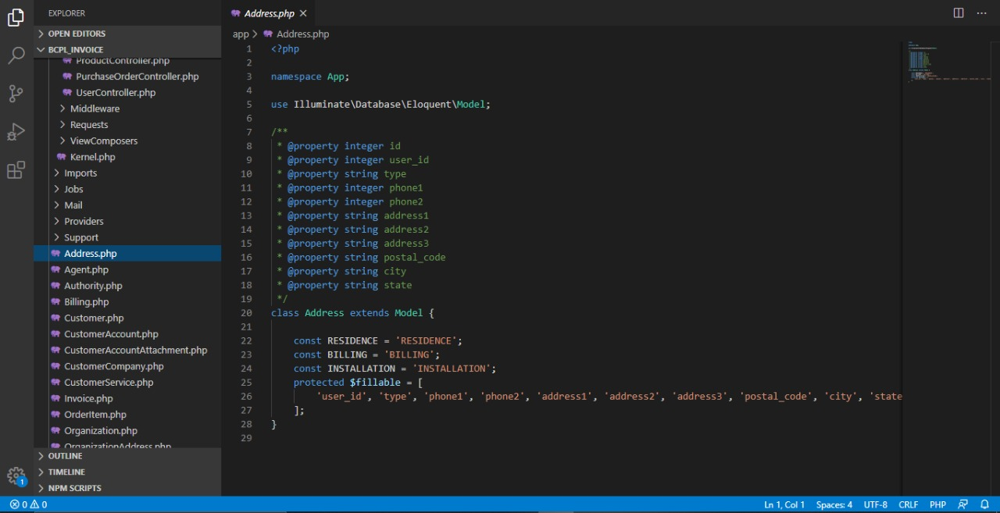 EXPLORER
OPEN EDITORS
BCPL_INVOICE
ProductController.php
PurchaseOrderController.php
UserController.php
Middleware
Requests
ViewComposers
Kernel.php
Imports
Jobs
Mail
Providers
Support
Address.php
Agent.php
Authority.php
Billing.php
Customer.php
CustomerAccount.php
CustomerAccountAttachment.php
CustomerCompany.php
CustomerService.php
Invoice.php
OrderItem.php
Organization.php
OrganizationAddress.php
OUTLINE
TIMELINE
NPM SCRIPTS
1
Address.php
app > Address.php
1 <?php
2
3 namespace App;
4
5 use Illuminate\Database\Eloquent\Model;
6
7 /**
8 * @property integer id
9 * @property integer user_id
10 * @property string type
11 * @property integer phone1
12 * @property integer phone2
13 * @property string address1
14 * @property string address2
15 * @property string address3
16 * @property string postal_code
17 * @property string city
18 * @property string state
19 */
20 class Address extends Model {
21
22 const RESIDENCE = 'RESIDENCE';
23 const BILLING = 'BILLING';
24 const INSTALLATION = 'INSTALLATION';
25 protected $fillable = [
26 'user_id', 'type', 'phone1', 'phone2', 'address1', 'address2', 'address3', 'postal_code', 'city', 'state
27 ];
28 }
29
0 0 Ln 1, Col 1 Spaces: 4 UTF-8 CRLF PHP